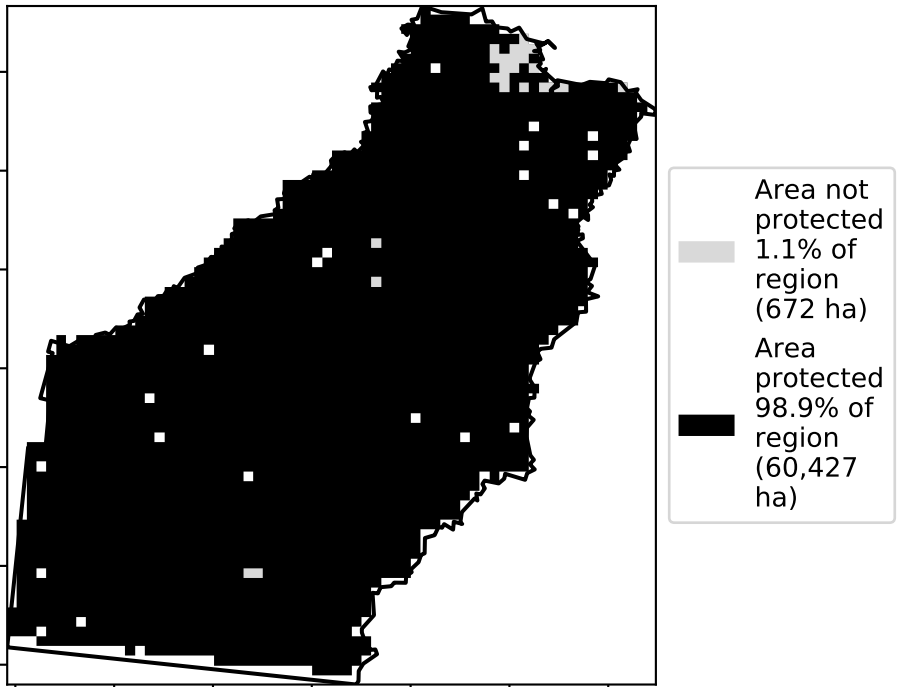 Area not
protected
1.1% of
region
(672 ha)
Area
protected
98.9% of
region
(60,427
ha)